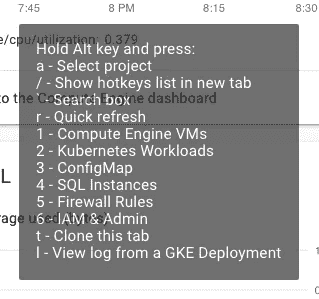 7:45 8 PM 8:15 8:30
e/cpu/utilization: 0.379
Hold Alt key and press:
a - Select project
/ - Show hotkeys list in new tab
to the Compute Engine dashboard
- Search box
r - Quick refresh
1 - Compute Engine VMs
2 - Kubernetes Workloads
3 - ConfigMap
L
4 - SQL Instances
5 - Firewall Rules
rage used
6 - IAM & Admin
t - Clone this tab
l - View log from a GKE Deployment
1
0